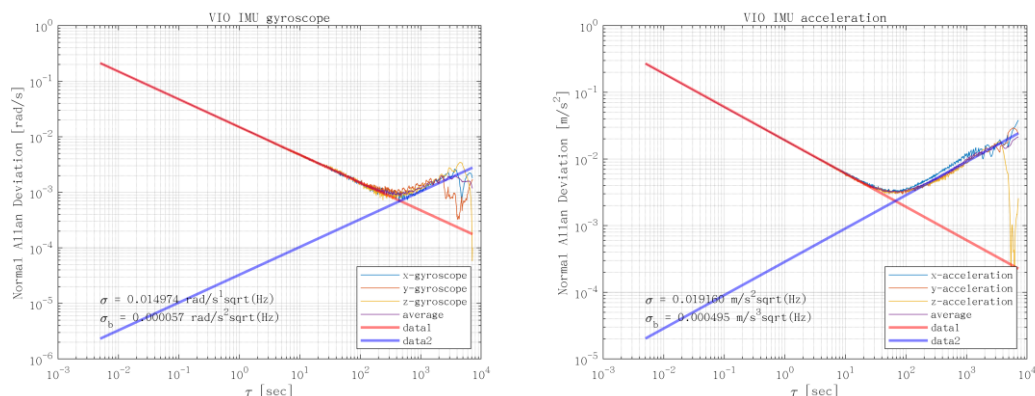 VIO IMU gyroscope
Normal Allan Deviation [rad/s]
10^0
10^-1
10^-2
10^-3
10^-4
10^-5
10^-6
σ = 0.014974 rad/s^1sqrt(Hz)
σ_b = 0.000057 rad/s^2sqrt(Hz)
x-gyroscope
y-gyroscope
z-gyroscope
average
data1
data2
10^-3 10^-2 10^-1 10^0 10^1 10^2 10^3 10^4
τ [sec]
VIO IMU acceleration
Normal Allan Deviation [m/s^2]
10^0
10^-1
10^-2
10^-3
10^-4
10^-5
σ = 0.019160 m/s^2sqrt(Hz)
σ_b = 0.000495 m/s^3sqrt(Hz)
x-acceleration
y-acceleration
z-acceleration
average
data1
data2
10^-3 10^-2 10^-1 10^0 10^1 10^2 10^3 10^4
τ [sec]